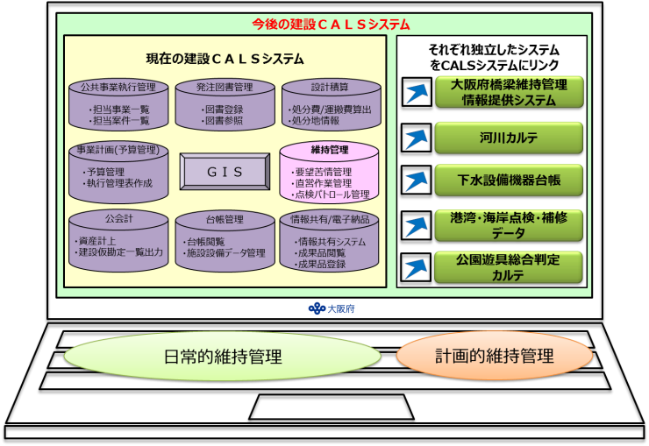 今後の建設ＣＡＬＳシステム
現在の建設ＣＡＬＳシステム
公共事業執行管理
・担当事業一覧
・担当案件一覧
発注図書管理
・図書登録
・図書参照
設計積算
・処分費/運搬費算出
・処分地情報
事業計画(予算管理)
・予算管理
・執行管理表作成
ＧＩＳ
維持管理
・要望苦情管理
・直営作業管理
・点検パトロール管理
公会計
・資産計上
・建設仮勘定一覧出力
台帳管理
・台帳閲覧
・施設設備データ管理
情報共有/電子納品
・情報共有システム
・成果品閲覧
・成果品登録
それぞれ独立したシステム
をCALSシステムにリンク
大阪府橋梁維持管理
情報提供システム
河川カルテ
下水設備機器台帳
港湾・海岸点検・補修
データ
公園遊具総合判定
カルテ
大阪府
日常的維持管理
計画的維持管理